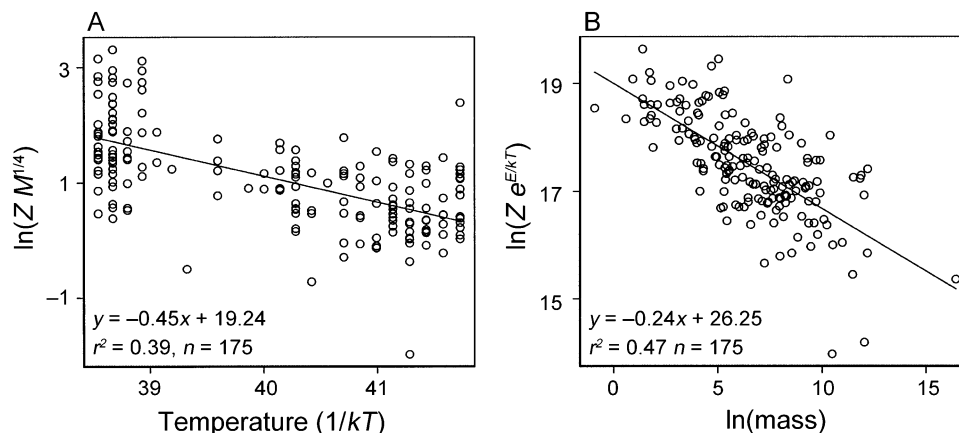 A
ln(Z M^1/4)
3
1
–1
y = –0.45x + 19.24
r² = 0.39, n = 175
39 40 41
Temperature (1/kT)
B
ln(Z e^E/kT)
19
17
15
y = –0.24x + 26.25
r² = 0.47 n = 175
0 5 10 15
ln(mass)